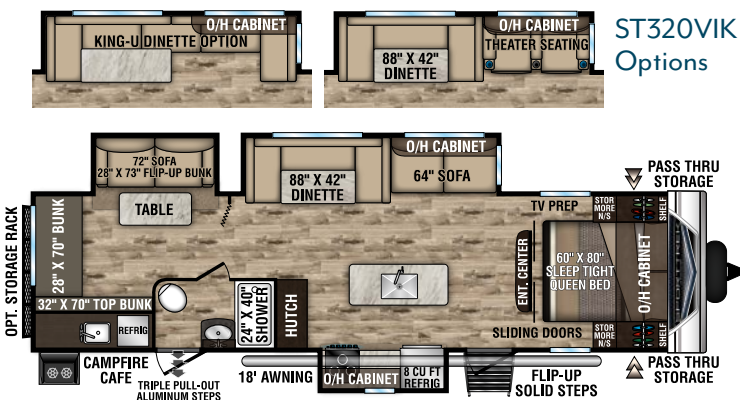 ST320VIK
Options
O/H CABINET
KING-U DINETTE OPTION
O/H CABINET
THEATER SEATING
88" X 42"
DINETTE
72" SOFA
28" X 73" FLIP-UP BUNK
TABLE
88" X 42"
DINETTE
O/H CABINET
64" SOFA
PASS THRU
STORAGE
TV PREP
STOR
MORE
N/S
SHELF
OPT. STORAGE RACK
28" X 70" BUNK
32" X 70" TOP BUNK
REFRIG
24" X 40"
SHOWER
HUTCH
ENT. CENTER
60" X 80"
SLEEP TIGHT
QUEEN BED
O/H CABINET
SLIDING DOORS
STOR
MORE
N/S
SHELF
CAMPFIRE
CAFE
TRIPLE PULL-OUT
ALUMINUM STEPS
18' AWNING
O/H CABINET
8 CU FT
REFRIG
FLIP-UP
SOLID STEPS
PASS THRU
STORAGE